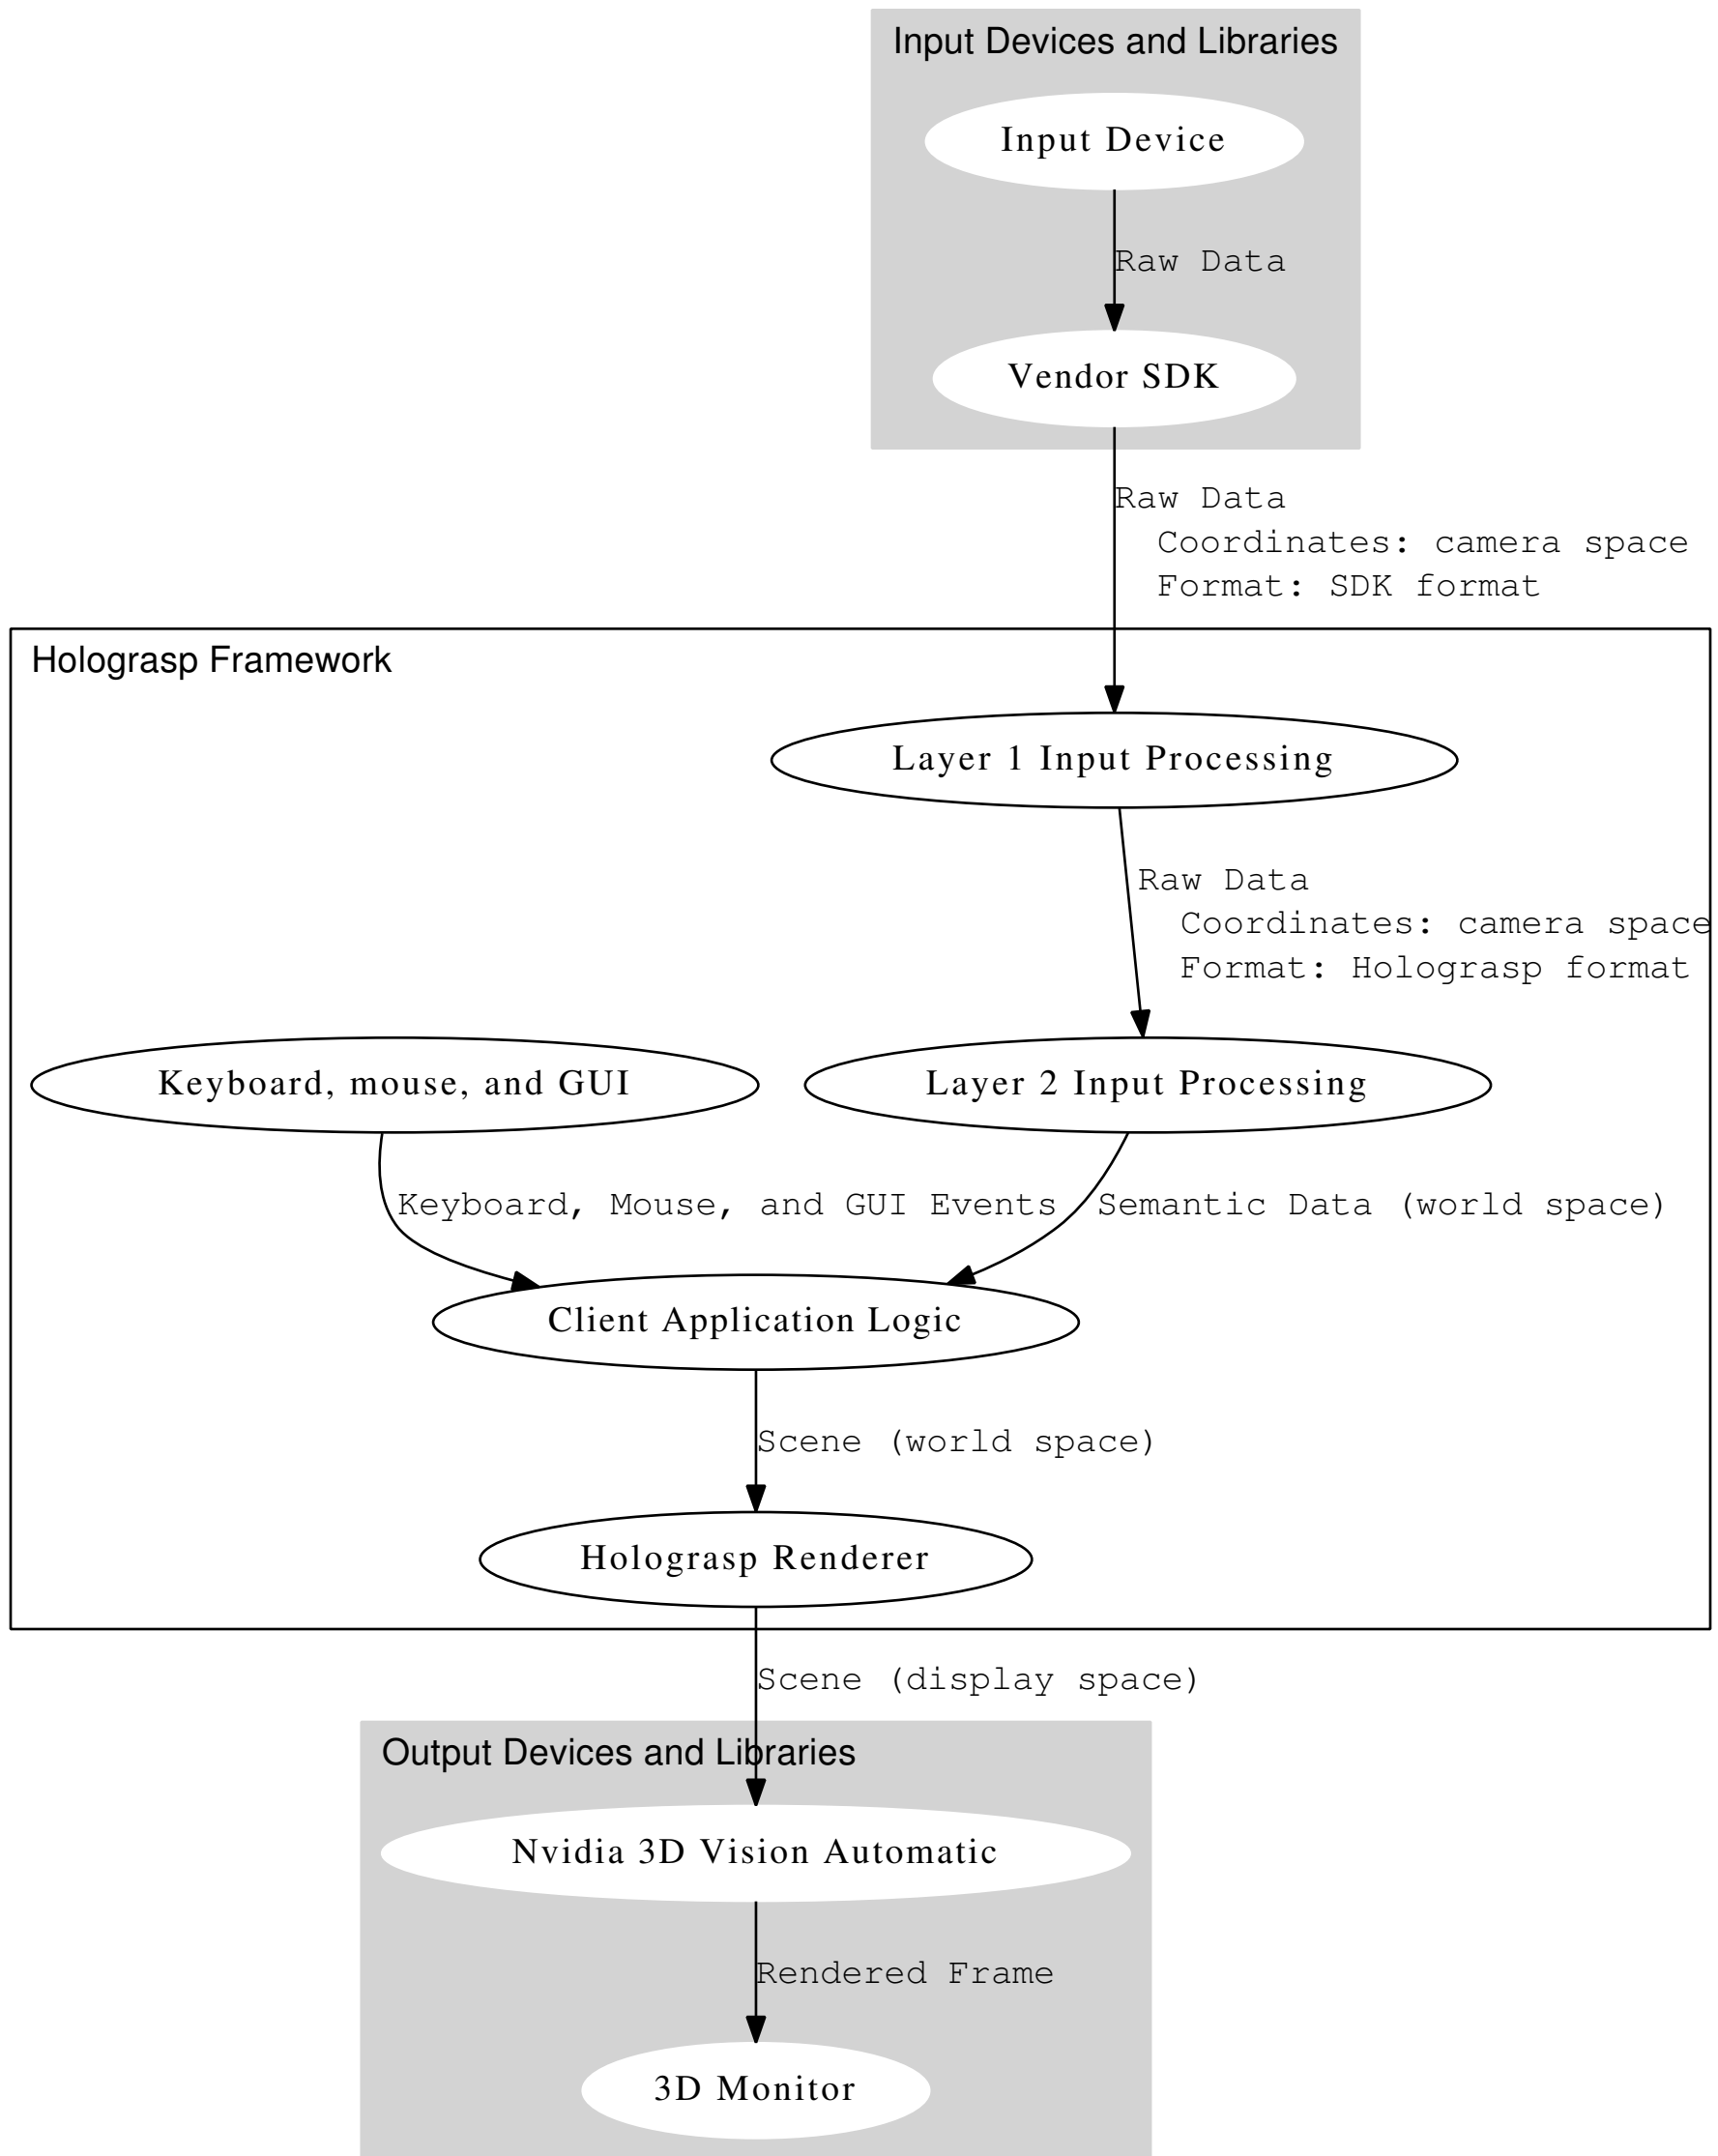 Input Devices and Libraries
Input Device
Raw Data
Vendor SDK
Raw Data
Coordinates: camera space
Format: SDK format
Holograsp Framework
Layer 1 Input Processing
Raw Data
Coordinates: camera space
Format: Holograsp format
Keyboard, mouse, and GUI
Layer 2 Input Processing
Keyboard, Mouse, and GUI Events
Semantic Data (world space)
Client Application Logic
Scene (world space)
Holograsp Renderer
Scene (display space)
Output Devices and Libraries
Nvidia 3D Vision Automatic
Rendered Frame
3D Monitor